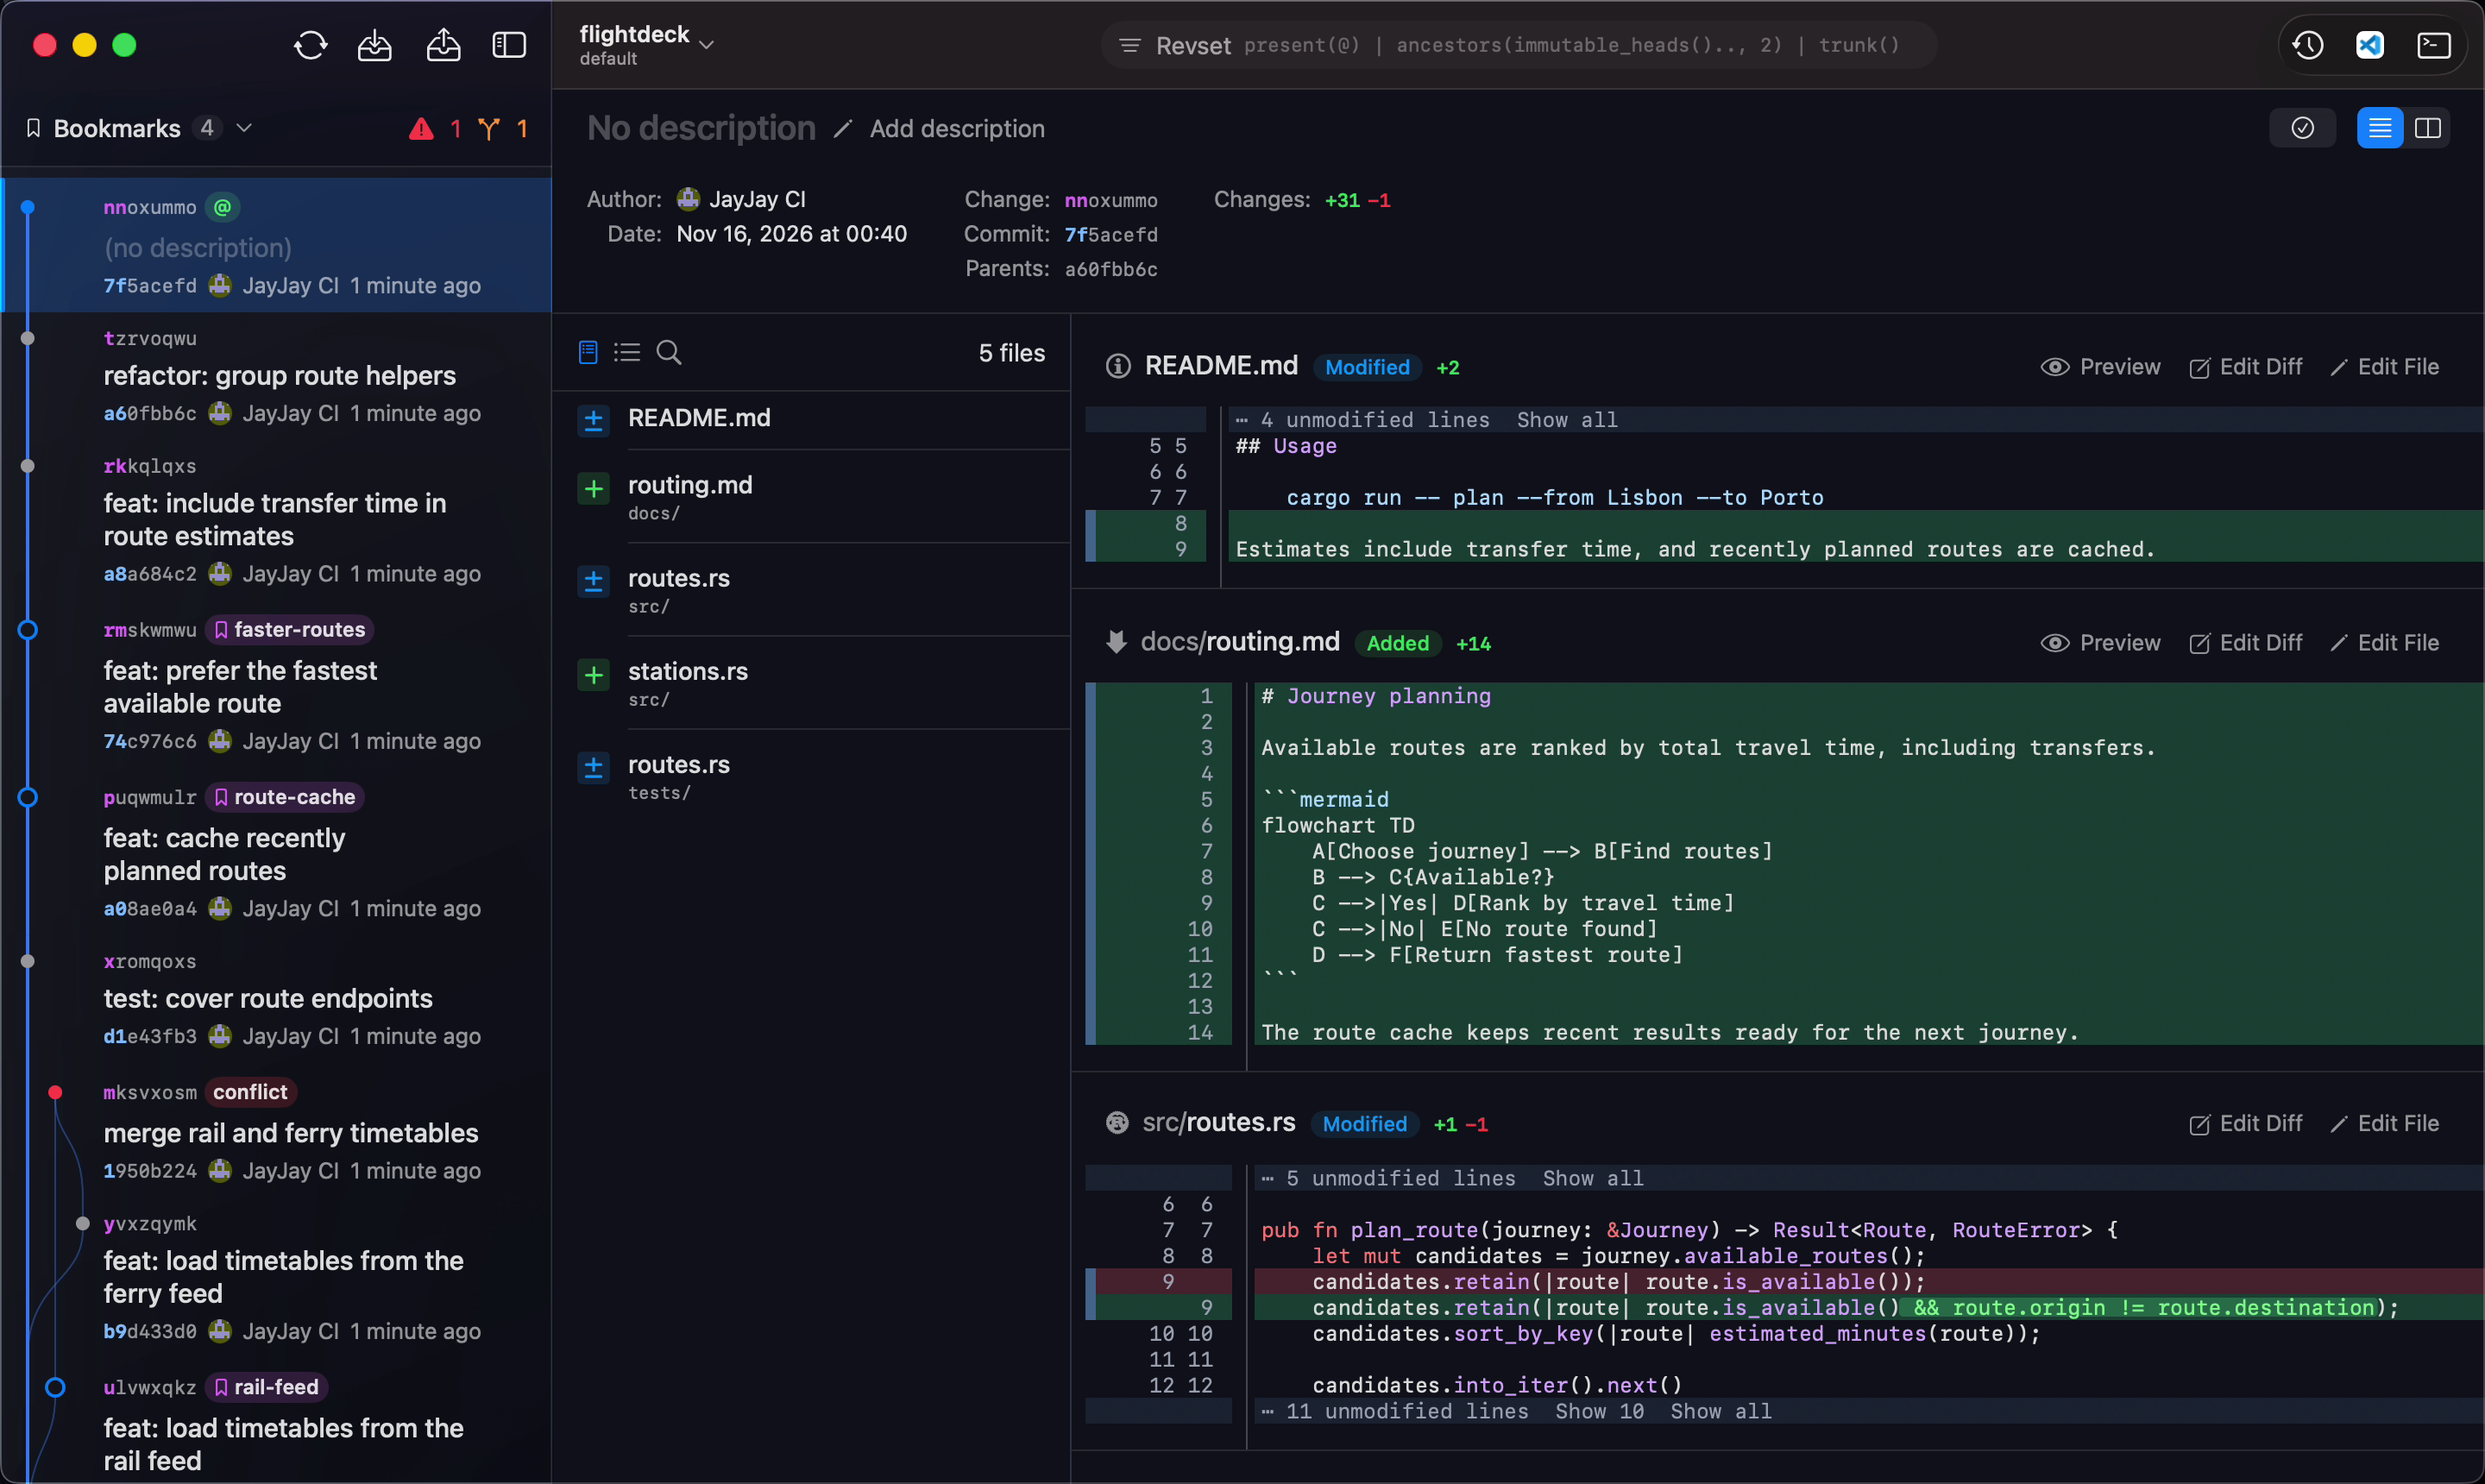 flightdeck
default
Revset present(@) | ancestors(immutable_heads().., 2) | trunk()
Bookmarks 4
1 1
nnoxummo @
(no description)
7f5acefd JayJay CI 1 minute ago
tzrvoqwu
refactor: group route helpers
a60fbb6c JayJay CI 1 minute ago
rkkqlqxs
feat: include transfer time in
route estimates
a8a684c2 JayJay CI 1 minute ago
rmskwmwu faster-routes
feat: prefer the fastest
available route
74c976c6 JayJay CI 1 minute ago
puqwmulr route-cache
feat: cache recently
planned routes
a08ae0a4 JayJay CI 1 minute ago
xromqoxs
test: cover route endpoints
d1e43fb3 JayJay CI 1 minute ago
mksvxosm conflict
merge rail and ferry timetables
1950b224 JayJay CI 1 minute ago
yvxzqymk
feat: load timetables from the
ferry feed
b9d433d0 JayJay CI 1 minute ago
ulvwxqkz rail-feed
feat: load timetables from the
rail feed
No description Add description
Author: JayJay CI
Date: Nov 16, 2026 at 00:40
Change: nnoxummo
Commit: 7f5acefd
Parents: a60fbb6c
Changes: +31 −1
5 files
README.md
routing.md
docs/
routes.rs
src/
stations.rs
src/
routes.rs
tests/
README.md Modified +2 Preview Edit Diff Edit File
⋯ 4 unmodified lines Show all
5 5 ## Usage
6 6
7 7     cargo run -- plan --from Lisbon --to Porto
8
9 Estimates include transfer time, and recently planned routes are cached.
docs/routing.md Added +14 Preview Edit Diff Edit File
1 # Journey planning
2
3 Available routes are ranked by total travel time, including transfers.
4
5 ```mermaid
6 flowchart TD
7     A[Choose journey] --> B[Find routes]
8     B --> C{Available?}
9     C -->|Yes| D[Rank by travel time]
10     C -->|No| E[No route found]
11     D --> F[Return fastest route]
12 ```
13
14 The route cache keeps recent results ready for the next journey.
src/routes.rs Modified +1 −1 Edit Diff Edit File
⋯ 5 unmodified lines Show all
6 6
7 7 pub fn plan_route(journey: &Journey) -> Result<Route, RouteError> {
8 8     let mut candidates = journey.available_routes();
9     candidates.retain(|route| route.is_available());
9     candidates.retain(|route| route.is_available() && route.origin != route.destination);
10 10     candidates.sort_by_key(|route| estimated_minutes(route));
11 11
12 12     candidates.into_iter().next()
⋯ 11 unmodified lines Show 10 Show all